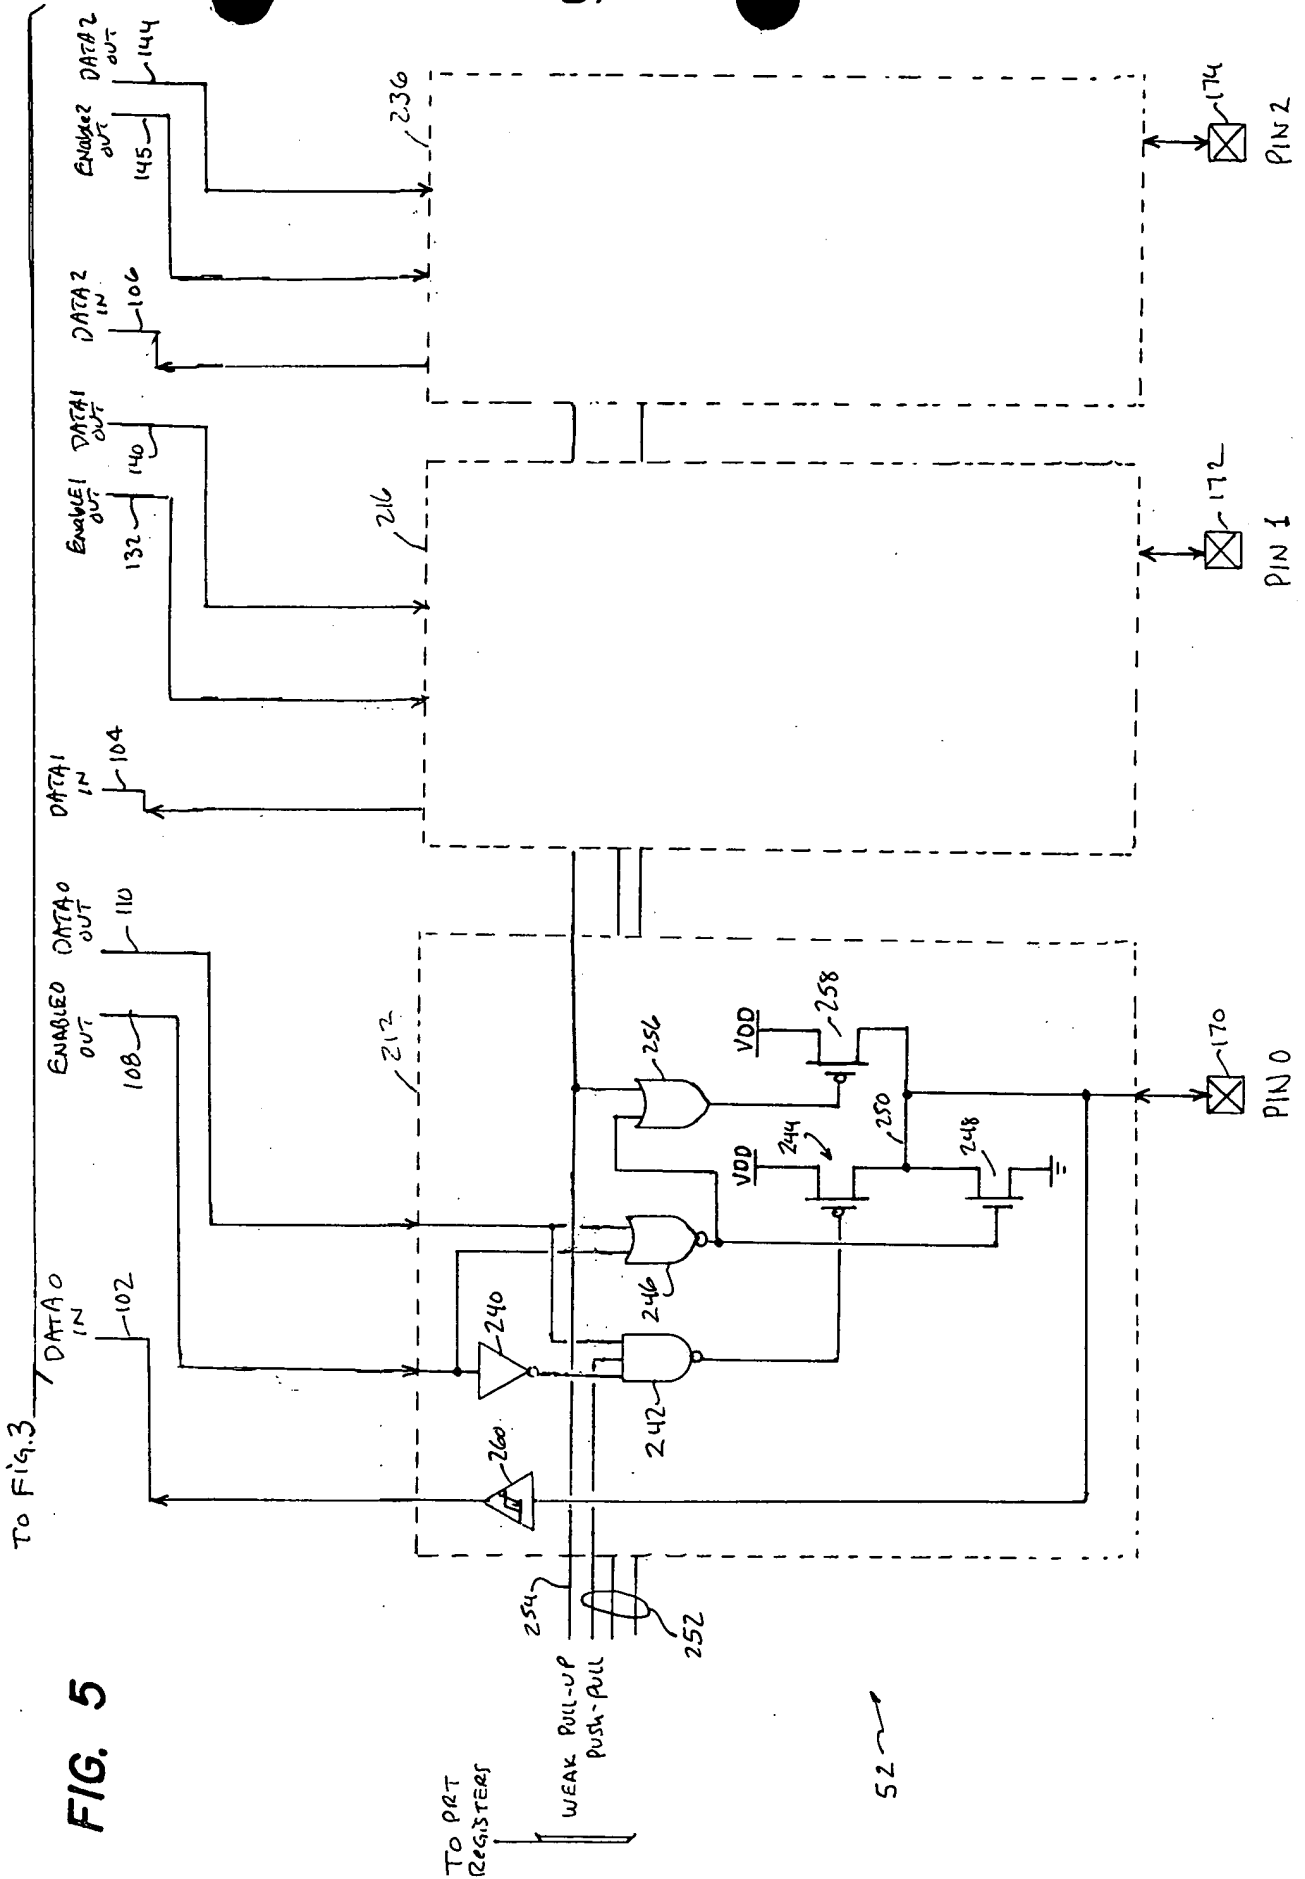 FIG. 5
TO FIG.3
DATA0
IN
102
ENABLE0
OUT
108
DATA0
OUT
110
DATA1
IN
104
ENABLE1
OUT
132
DATA1
OUT
140
DATA2
IN
106
ENABLE2
OUT
145
DATA2
OUT
144
212
216
236
260
240
242
246
256
VDD
244
VDD
258
250
248
254
252
TO PRT
REGISTERS
WEAK PULL-UP
PUSH-PULL
52
170
PIN 0
172
PIN 1
174
PIN 2